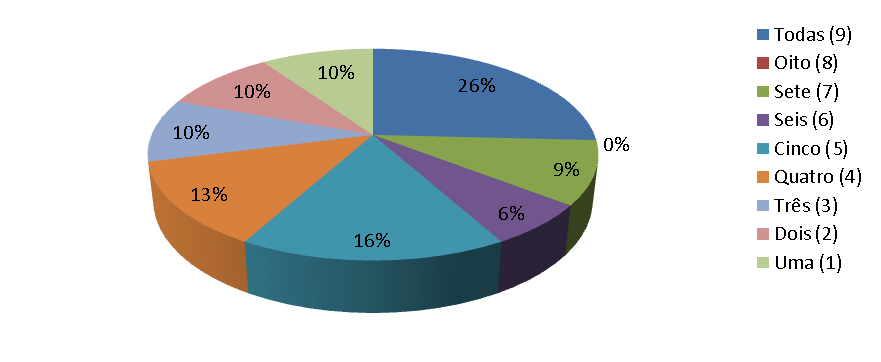 26%
0%
9%
6%
16%
13%
10%
10%
10%
Todas (9)
Oito (8)
Sete (7)
Seis (6)
Cinco (5)
Quatro (4)
Três (3)
Dois (2)
Uma (1)